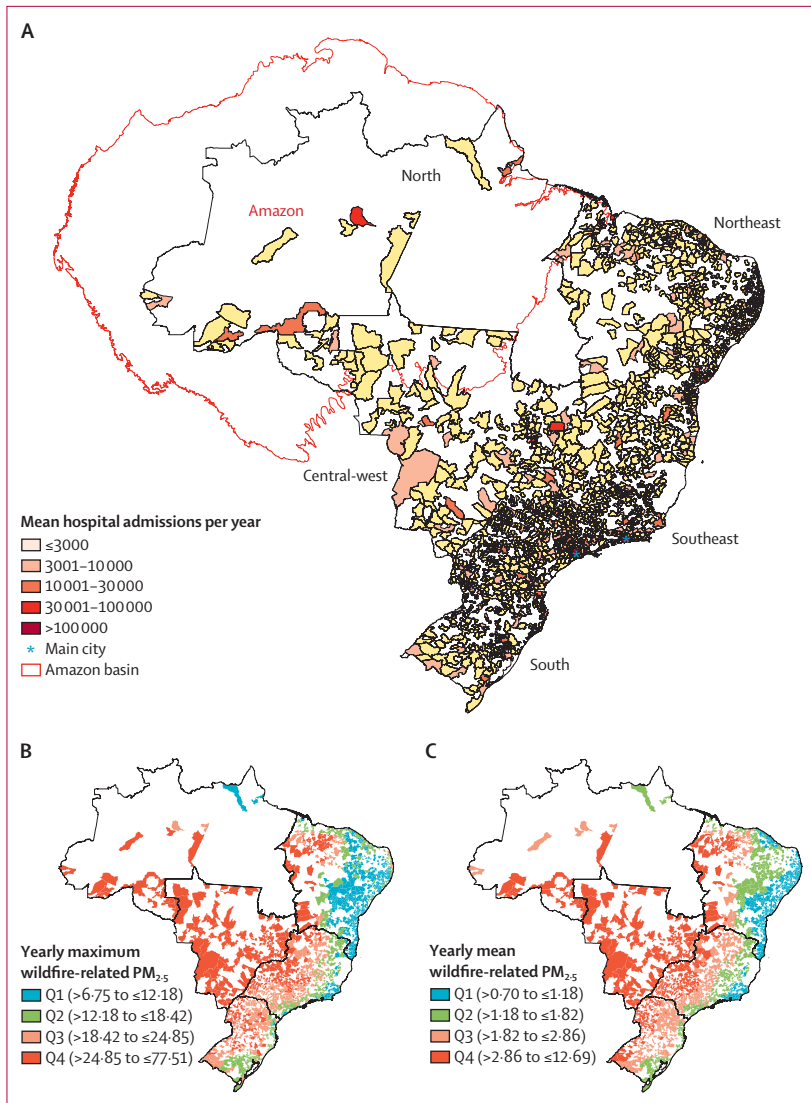 A
North
Amazon
Northeast
Central-west
Southeast
South
Mean hospital admissions per year
≤3000
3001–10 000
10 001–30 000
30 001–100 000
>100 000
* Main city
Amazon basin
B
Yearly maximum
wildfire-related PM2·5
Q1 (>6·75 to ≤12·18)
Q2 (>12·18 to ≤18·42)
Q3 (>18·42 to ≤24·85)
Q4 (>24·85 to ≤77·51)
C
Yearly mean
wildfire-related PM2·5
Q1 (>0·70 to ≤1·18)
Q2 (>1·18 to ≤1·82)
Q3 (>1·82 to ≤2·86)
Q4 (>2·86 to ≤12·69)